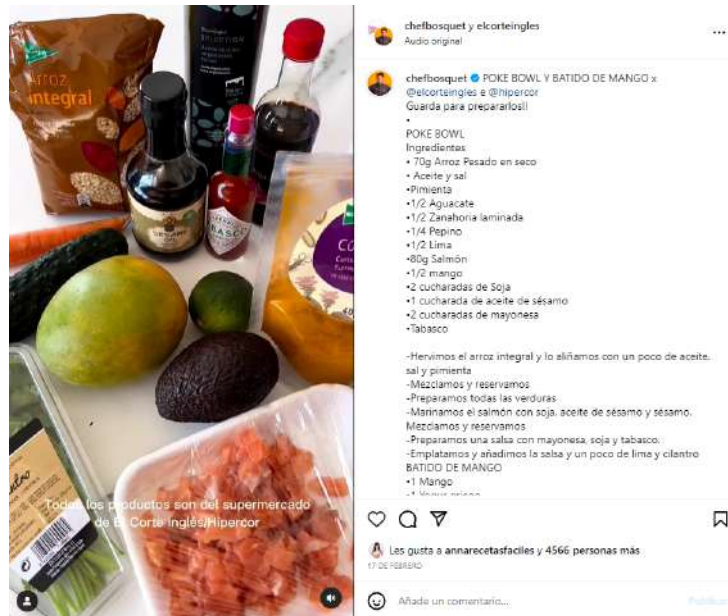 Arroz
integral
SELECCIÓN
SESAME
OIL
TABASCO
CÚ
Todos los productos son del supermercado
de El Corte Inglés/Hipercor
chefbosquet y elcorteingles
Audio original
chefbosquet POKE BOWL Y BATIDO DE MANGO x
@elcorteingles e @hipercor
Guarda para prepararlos!!
•
POKE BOWL
Ingredientes
• 70g Arroz Pesado en seco
• Aceite y sal
•Pimienta
•1/2 Aguacate
•1/2 Zanahoria laminada
•1/4 Pepino
•1/2 Lima
•80g Salmón
•1/2 mango
•2 cucharadas de Soja
•1 cucharada de aceite de sésamo
•2 cucharadas de mayonesa
•Tabasco
-Hervimos el arroz integral y lo aliñamos con un poco de aceite,
sal y pimienta
-Mezclamos y reservamos
-Preparamos todas las verduras
-Marinamos el salmón con soja, aceite de sésamo y sésamo.
Mezclamos y reservamos
-Preparamos una salsa con mayonesa, soja y tabasco.
-Emplatamos y añadimos la salsa y un poco de lima y cilantro
BATIDO DE MANGO
•1 Mango
Les gusta a annarecetasfaciles y 4566 personas más
17 DE FEBRERO
Añade un comentario...
Publicar